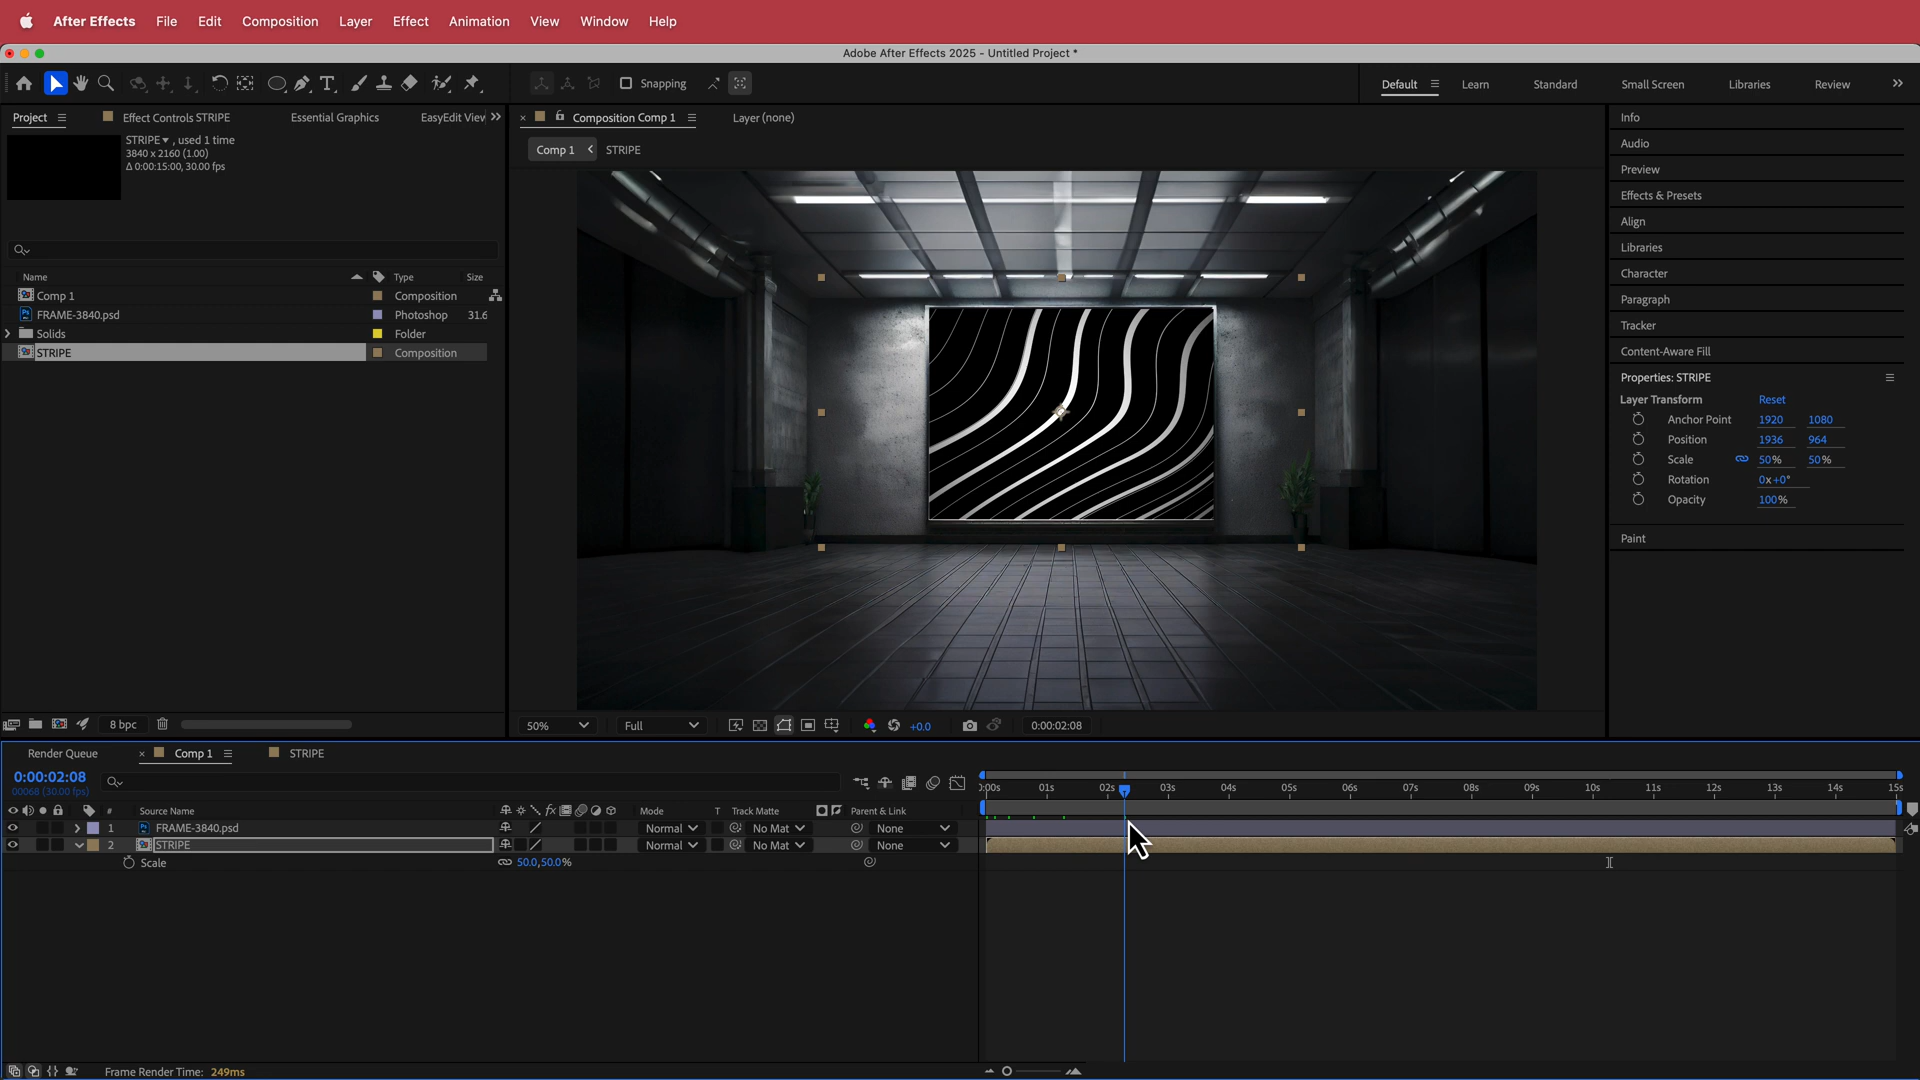 After Effects File Edit Composition Layer Effect Animation View Window Help
Adobe After Effects 2025 - Untitled Project *
Snapping
Default Learn Standard Small Screen Libraries Review
Project Effect Controls STRIPE Essential Graphics EasyEdit View
Composition Comp 1 Layer (none)
STRIPE , used 1 time
3840 x 2160 (1.00)
Δ 0:00:15:00, 30.00 fps
Comp 1 STRIPE
Name Type Size
Comp 1 Composition
FRAME-3840.psd Photoshop 31.6
Solids Folder
STRIPE Composition
8 bpc
50% Full +0.0 0:00:02:08
Info
Audio
Preview
Effects & Presets
Align
Libraries
Character
Paragraph
Tracker
Content-Aware Fill
Properties: STRIPE
Layer Transform Reset
Anchor Point 1920 1080
Position 1936 964
Scale 50% 50%
Rotation 0x+0°
Opacity 100%
Paint
Render Queue Comp 1 STRIPE
0:00:02:08
00068 (30.00 fps)
0:00s 01s 02s 03s 04s 05s 06s 07s 08s 09s 10s 11s 12s 13s 14s 15s
# Source Name Mode T Track Matte Parent & Link
1 FRAME-3840.psd Normal No Mat None
2 STRIPE Normal No Mat None
Scale 50.0,50.0%
Frame Render Time: 249ms